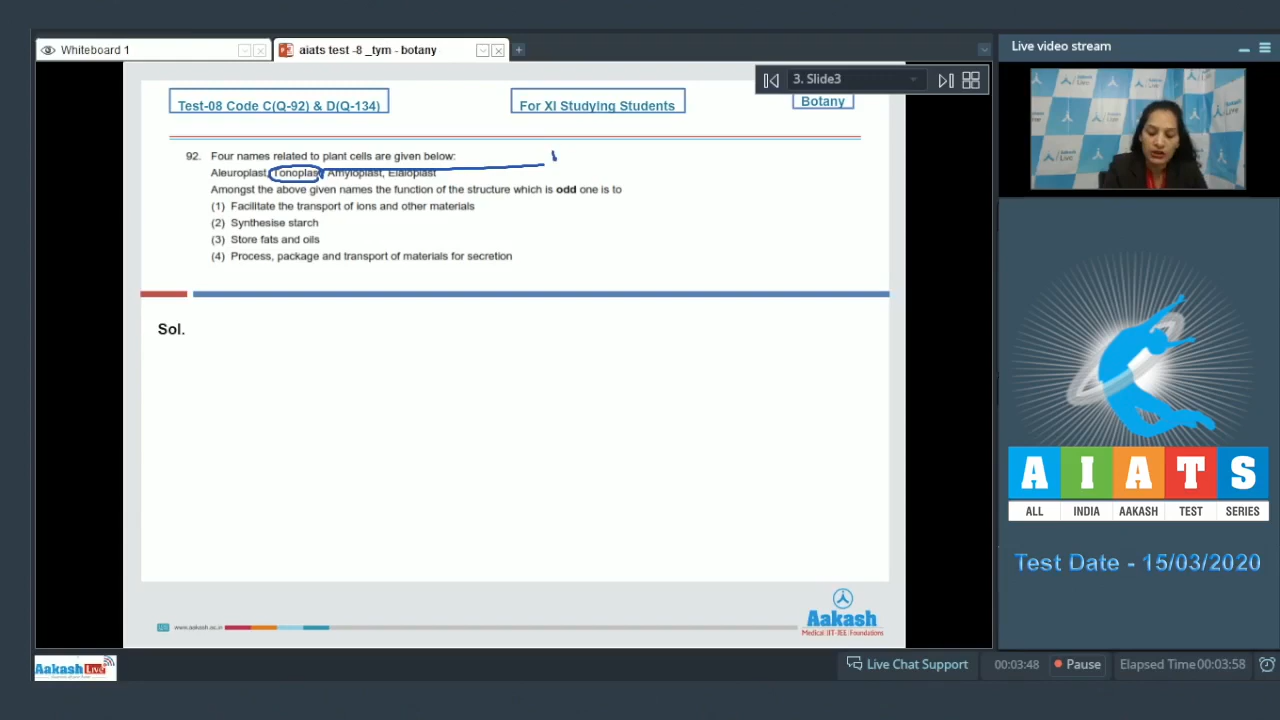 Whiteboard 1
aiats test -8 _tym - botany
Live video stream
3. Slide3
Test-08 Code C(Q-92) & D(Q-134)
For XI Studying Students
Botany
92. Four names related to plant cells are given below:
Aleuroplast, Tonoplast, Amyloplast, Elaioplast
Amongst the above given names the function of the structure which is odd one is to
(1) Facilitate the transport of ions and other materials
(2) Synthesise starch
(3) Store fats and oils
(4) Process, package and transport of materials for secretion
Sol.
A I A T S
ALL INDIA AAKASH TEST SERIES
Test Date - 15/03/2020
www.aakash.ac.in
Aakash
Medical IIT-JEE Foundations
Aakash Live
Live Chat Support
00:03:48
Pause
Elapsed Time 00:03:58